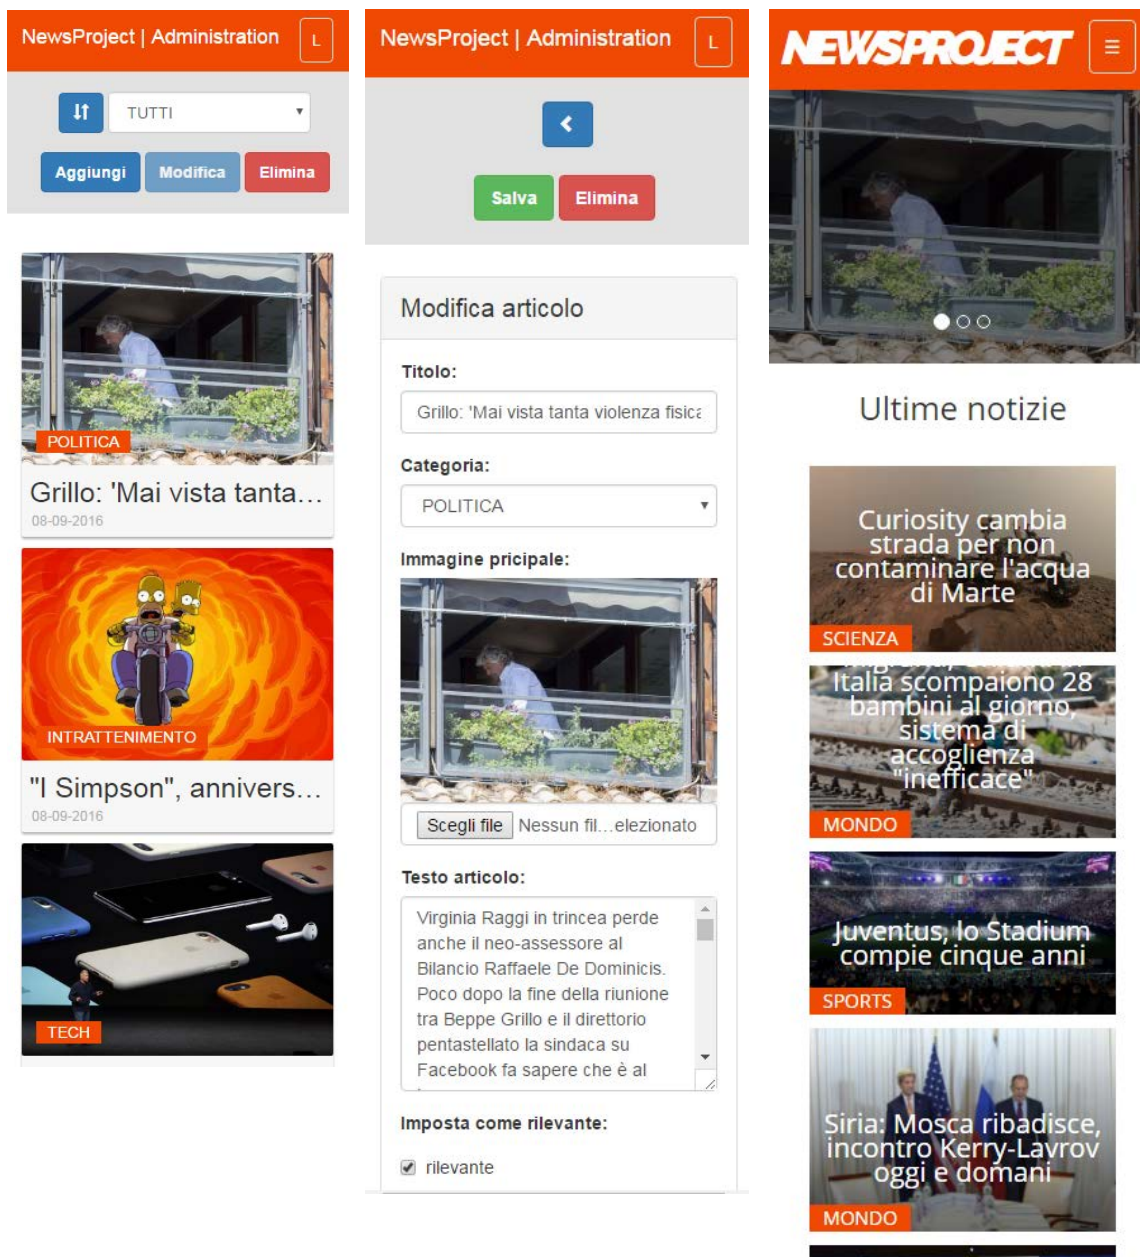 NewsProject | Administration
L
TUTTI
Aggiungi Modifica Elimina
POLITICA
Grillo: 'Mai vista tanta…
08-09-2016
INTRATTENIMENTO
"I Simpson", annivers…
08-09-2016
TECH
NewsProject | Administration
L
Salva Elimina
Modifica articolo
Titolo:
Grillo: 'Mai vista tanta violenza fisica
Categoria:
POLITICA
Immagine pricipale:
Scegli file Nessun fil…elezionato
Testo articolo:
Virginia Raggi in trincea perde
anche il neo-assessore al
Bilancio Raffaele De Dominicis.
Poco dopo la fine della riunione
tra Beppe Grillo e il direttorio
pentastellato la sindaca su
Facebook fa sapere che è al
Imposta come rilevante:
rilevante
NEWSPROJECT
Ultime notizie
Curiosity cambia
strada per non
contaminare l'acqua
di Marte
SCIENZA
Italia scompaiono 28
bambini al giorno,
sistema di
accoglienza
"inefficace"
MONDO
Juventus, lo Stadium
compie cinque anni
SPORTS
Siria: Mosca ribadisce,
incontro Kerry-Lavrov
oggi e domani
MONDO